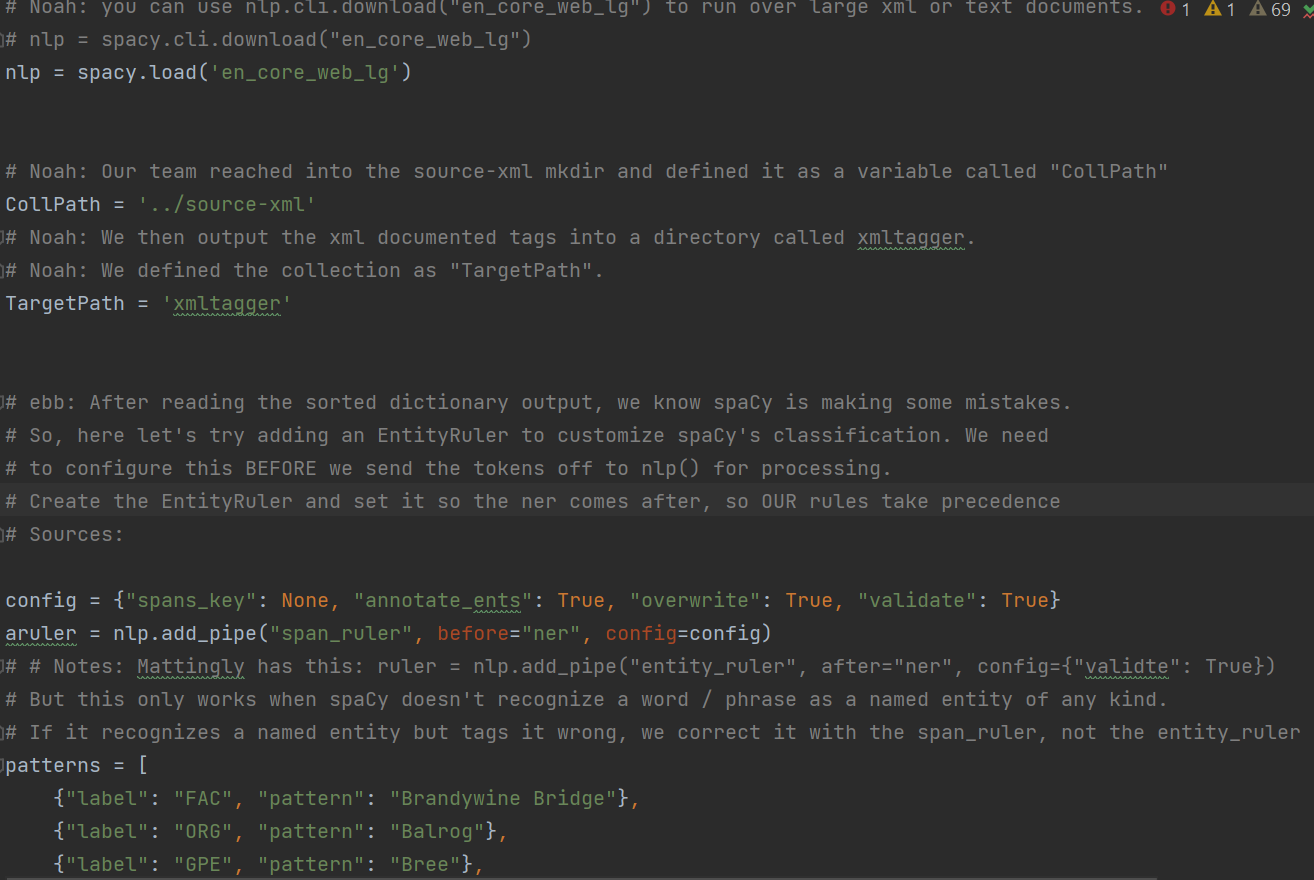 # Noah: you can use nlp.cli.download("en_core_web_lg") to run over large xml or text documents. 1 1 69
# nlp = spacy.cli.download("en_core_web_lg")
nlp = spacy.load('en_core_web_lg')
# Noah: Our team reached into the source-xml mkdir and defined it as a variable called "CollPath"
CollPath = '../source-xml'
# Noah: We then output the xml documented tags into a directory called xmltagger.
# Noah: We defined the collection as "TargetPath".
TargetPath = 'xmltagger'
# ebb: After reading the sorted dictionary output, we know spaCy is making some mistakes.
# So, here let's try adding an EntityRuler to customize spaCy's classification. We need
# to configure this BEFORE we send the tokens off to nlp() for processing.
# Create the EntityRuler and set it so the ner comes after, so OUR rules take precedence
# Sources:
config = {"spans_key": None, "annotate_ents": True, "overwrite": True, "validate": True}
aruler = nlp.add_pipe("span_ruler", before="ner", config=config)
# # Notes: Mattingly has this: ruler = nlp.add_pipe("entity_ruler", after="ner", config={"validte": True})
# But this only works when spaCy doesn't recognize a word / phrase as a named entity of any kind.
# If it recognizes a named entity but tags it wrong, we correct it with the span_ruler, not the entity_ruler
patterns = [
    {"label": "FAC", "pattern": "Brandywine Bridge"},
    {"label": "ORG", "pattern": "Balrog"},
    {"label": "GPE", "pattern": "Bree"},